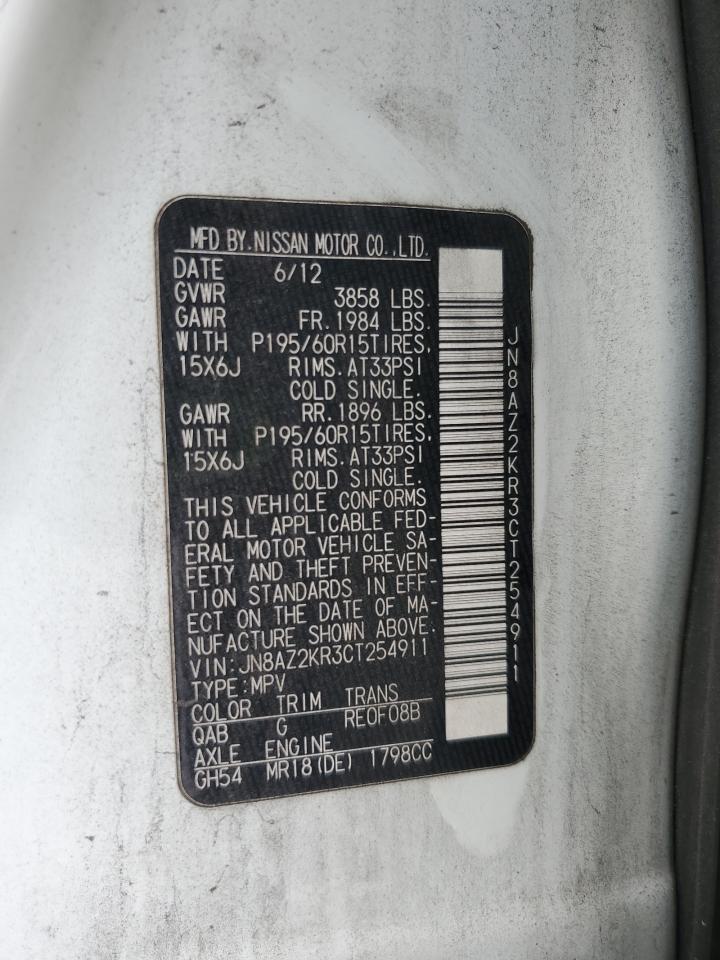 MFD BY.NISSAN MOTOR CO.,LTD.
DATE 6/12
GVWR 3858 LBS.
GAWR FR.1984 LBS.
WITH P195/60R15TIRES,
15X6J RIMS.AT33PSI
COLD SINGLE.
GAWR RR.1896 LBS.
WITH P195/60R15TIRES,
15X6J RIMS.AT33PSI
COLD SINGLE.
THIS VEHICLE CONFORMS
TO ALL APPLICABLE FED-
ERAL MOTOR VEHICLE SA-
FETY AND THEFT PREVEN-
TION STANDARDS IN EFF-
ECT ON THE DATE OF MA-
NUFACTURE SHOWN ABOVE.
VIN:JN8AZ2KR3CT254911
TYPE:MPV
COLOR TRIM TRANS
QAB G RE0F08B
AXLE ENGINE
GH54 MR18(DE) 1798CC
JN8AZ2KR3CT254911